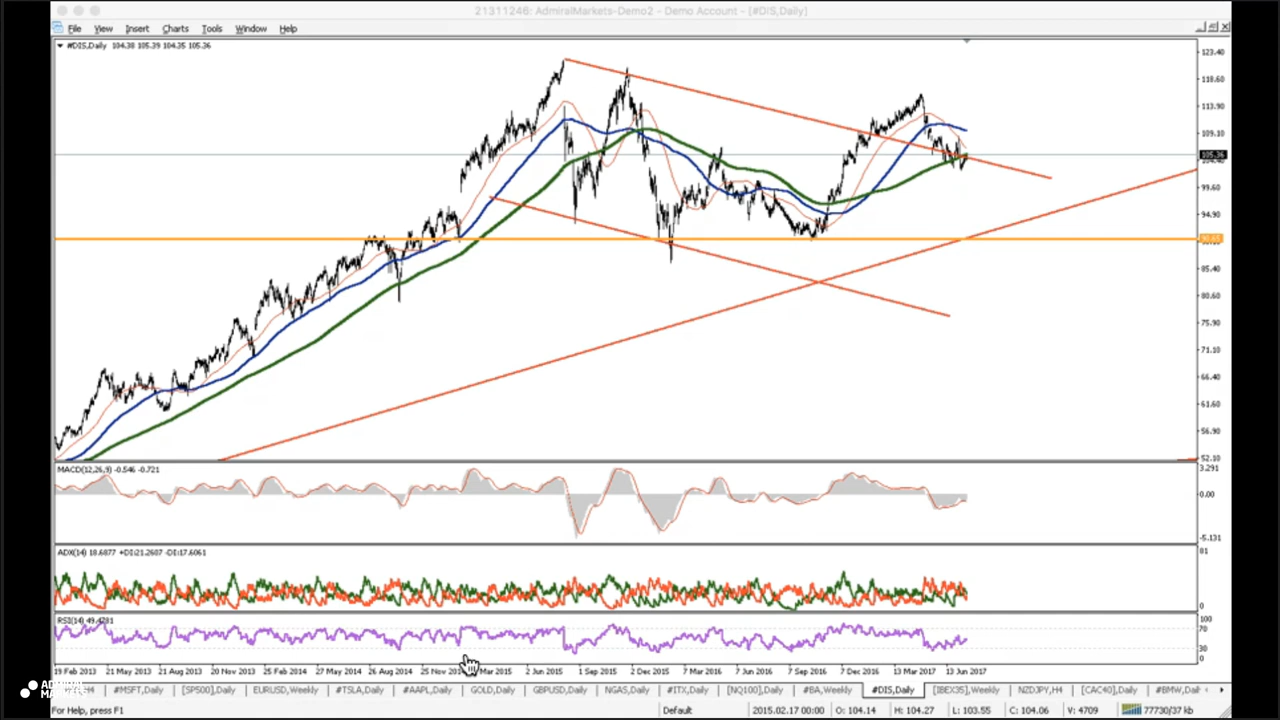 21311246: AdmiralMarkets-Demo2 - Demo Account - [#DIS,Daily]
File View Insert Charts Tools Window Help
#DIS,Daily 104.38 105.39 104.35 105.36
123.40
118.60
113.90
109.10
105.36
99.60
94.90
85.40
80.60
75.90
71.10
66.40
61.60
56.90
52.10
MACD(12,26,9) -0.546 -0.721
3.291
0.00
-5.131
ADX(14) 18.6877 +DI:21.2607 -DI:17.6061
81
0
RSI(14)
100
70
30
0
19 Feb 2013 21 May 2013 21 Aug 2013 20 Nov 2013 25 Feb 2014 27 May 2014 26 Aug 2014 25 Nov Mar 2015 2 Jun 2015 1 Sep 2015 2 Dec 2015 7 Mar 2016 7 Jun 2016 7 Sep 2016 7 Dec 2016 13 Mar 2017 13 Jun 2017
H4 #MSFT,Daily [SP500],Daily EURUSD,Weekly #TSLA,Daily #AAPL,Daily GOLD,Daily GBPUSD,Daily NGAS,Daily #ITX,Daily [NQ100],Daily #BA,Weekly #DIS,Daily [IBEX35],Weekly NZDJPY,H4 [CAC40],Daily #BMW,Dail
For Help, press F1 Default 2015.02.17 00:00 O: 104.14 H: 104.27 L: 103.55 C: 104.06 V: 4709 77730/37 kb